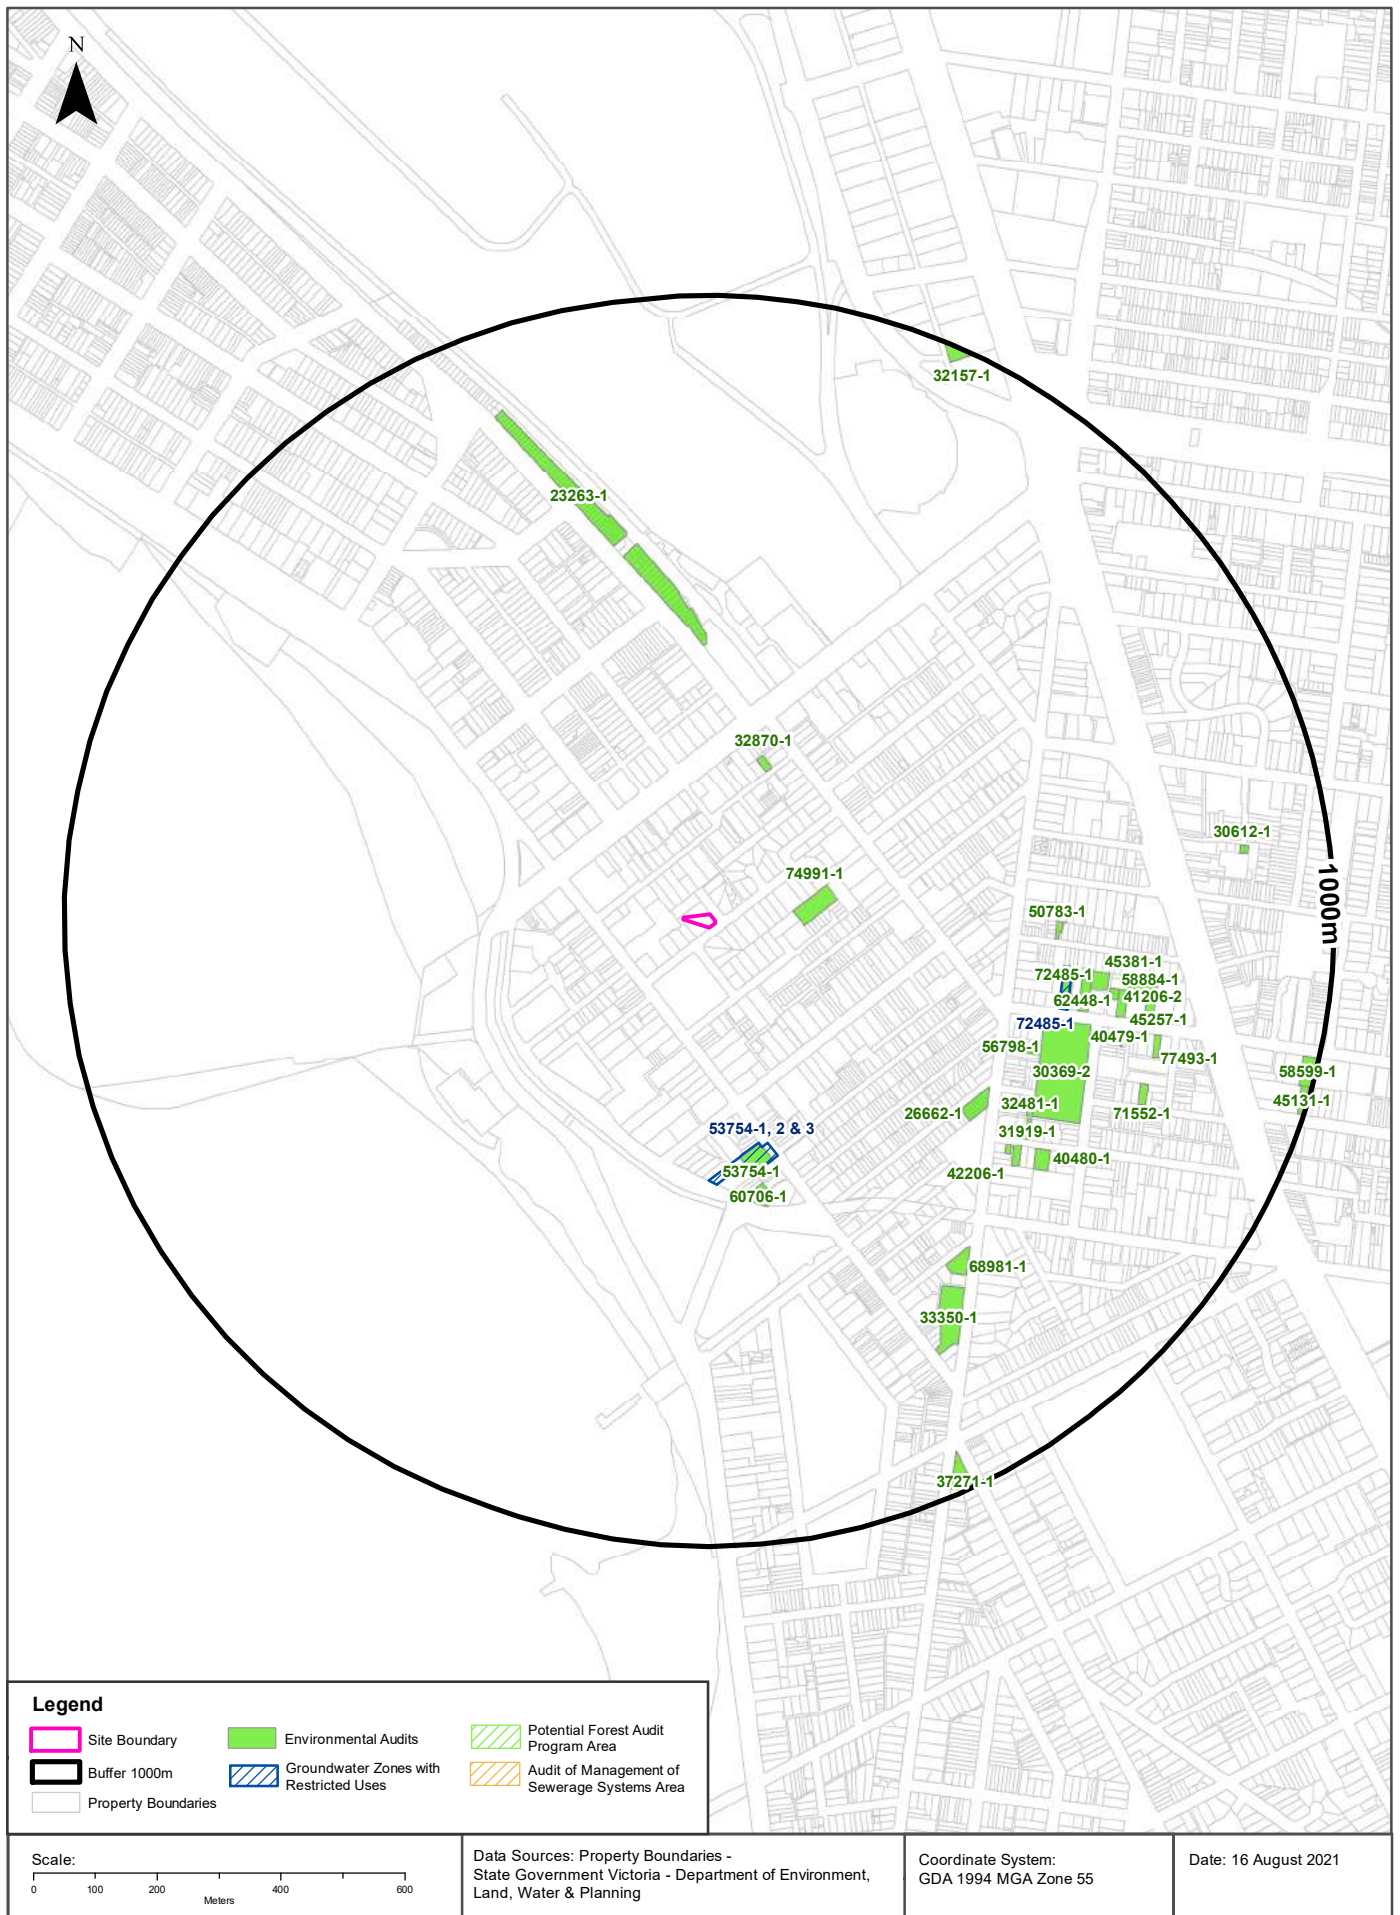 N
32157-1
23263-1
32870-1
30612-1
74991-1
1000m
50783-1
45381-1
72485-1
58884-1
62448-1
41206-2
72485-1
45257-1
40479-1
56798-1
77493-1
30369-2
58599-1
32481-1
45131-1
26662-1
71552-1
53754-1, 2 & 3
31919-1
40480-1
53754-1
42206-1
60706-1
68981-1
33350-1
37271-1
Legend
Site Boundary
Buffer 1000m
Property Boundaries
Environmental Audits
Groundwater Zones with
Restricted Uses
Potential Forest Audit
Program Area
Audit of Management of
Sewerage Systems Area
Scale:
0 100 200 400 600
Meters
Data Sources: Property Boundaries -
State Government Victoria - Department of Environment,
Land, Water & Planning
Coordinate System:
GDA 1994 MGA Zone 55
Date: 16 August 2021